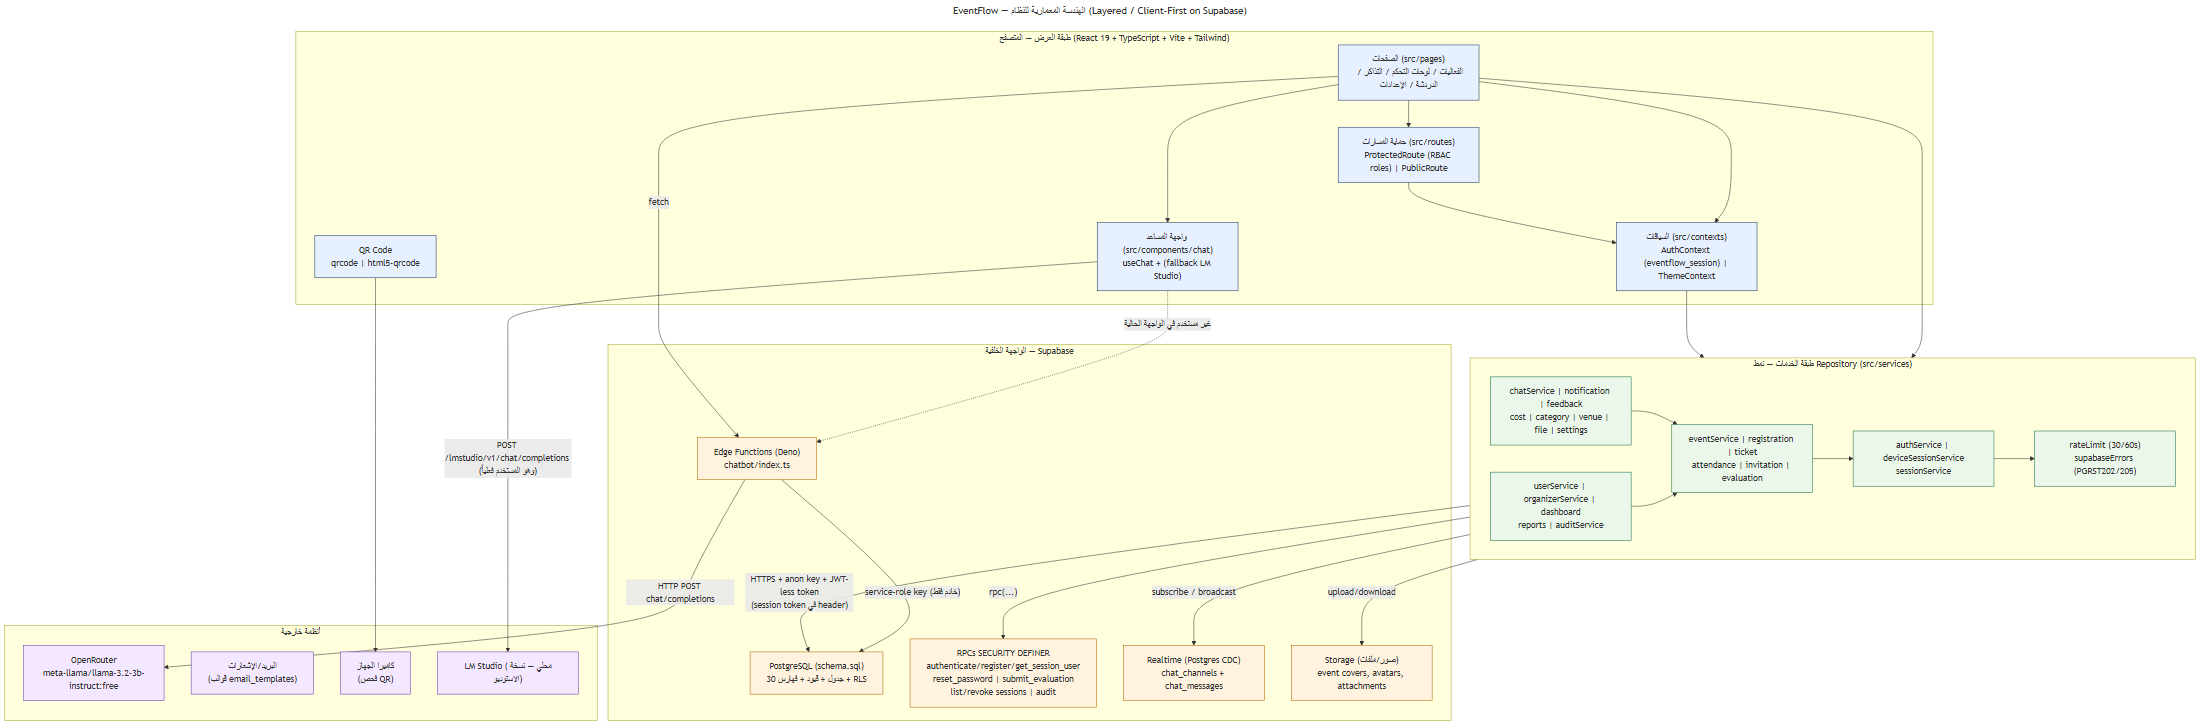 EventFlow — الهندسة المعمارية للنظام (Layered / Client-First on Supabase)
طبقة العرض — المتصفح (React 19 + TypeScript + Vite + Tailwind)
الصفحات (src/pages)
الفعاليات / لوحات التحكم / التذاكر /
الدردشة / الإعدادات
حماية المسارات (src/routes)
ProtectedRoute (RBAC
roles) | PublicRoute
fetch
QR Code
qrcode | html5-qrcode
واجهة المساعد
(src/components/chat)
useChat + (fallback LM
Studio)
السياقات (src/contexts)
AuthContext
(eventflow_session) |
ThemeContext
غير مستخدم في الواجهة الحالية
الواجهة الخلفية — Supabase
طبقة الخدمات — نمط Repository (src/services)
chatService | notification
| feedback
cost | category | venue |
file | settings
eventService | registration
| ticket
attendance | invitation |
evaluation
authService |
deviceSessionService
sessionService
rateLimit (30/60s)
supabaseErrors
(PGRST202/205)
userService |
organizerService |
dashboard
reports | auditService
POST
/lmstudio/v1/chat/completions
(وهو المستخدم فعلياً)
Edge Functions (Deno)
chatbot/index.ts
HTTP POST
chat/completions
HTTPS + anon key + JWT-
less token
(session token في header)
service-role key (خادم فقط)
rpc(...)
subscribe / broadcast
upload/download
أنظمة خارجية
OpenRouter
meta-llama/llama-3.2-3b-
instruct:free
البريد/الإشعارات
(قوالب email_templates)
كاميرا الجهاز
(فحص QR)
LM Studio (محلي — نسخة
الاستوديو)
PostgreSQL (schema.sql)
30 جدول + قيود + فهارس + RLS
RPCs SECURITY DEFINER
authenticate/register/get_session_user
reset_password | submit_evaluation
list/revoke sessions | audit
Realtime (Postgres CDC)
chat_channels +
chat_messages
Storage (صور/ملفات)
event covers, avatars,
attachments